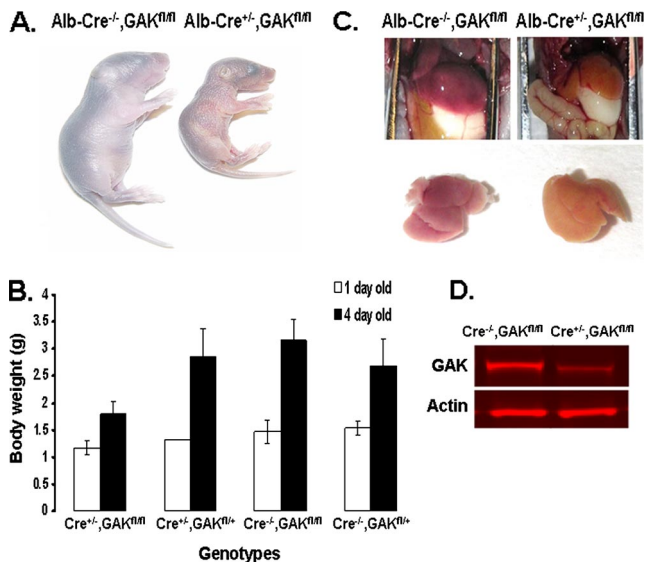 A.
Alb-Cre⁻/⁻,GAKᶠˡ/ᶠˡ Alb-Cre⁺/⁻,GAKᶠˡ/ᶠˡ
C.
Alb-Cre⁻/⁻,GAKᶠˡ/ᶠˡ Alb-Cre⁺/⁻,GAKᶠˡ/ᶠˡ
B.
1 day old
4 day old
Body weight (g)
4
3.5
3
2.5
2
1.5
1
0.5
0
Cre⁺/⁻,GAKᶠˡ/ᶠˡ Cre⁺/⁻,GAKᶠˡ/⁺ Cre⁻/⁻,GAKᶠˡ/ᶠˡ Cre⁻/⁻,GAKᶠˡ/⁺
Genotypes
D.
Cre⁻/⁻,GAKᶠˡ/ᶠˡ Cre⁺/⁻,GAKᶠˡ/ᶠˡ
GAK
Actin